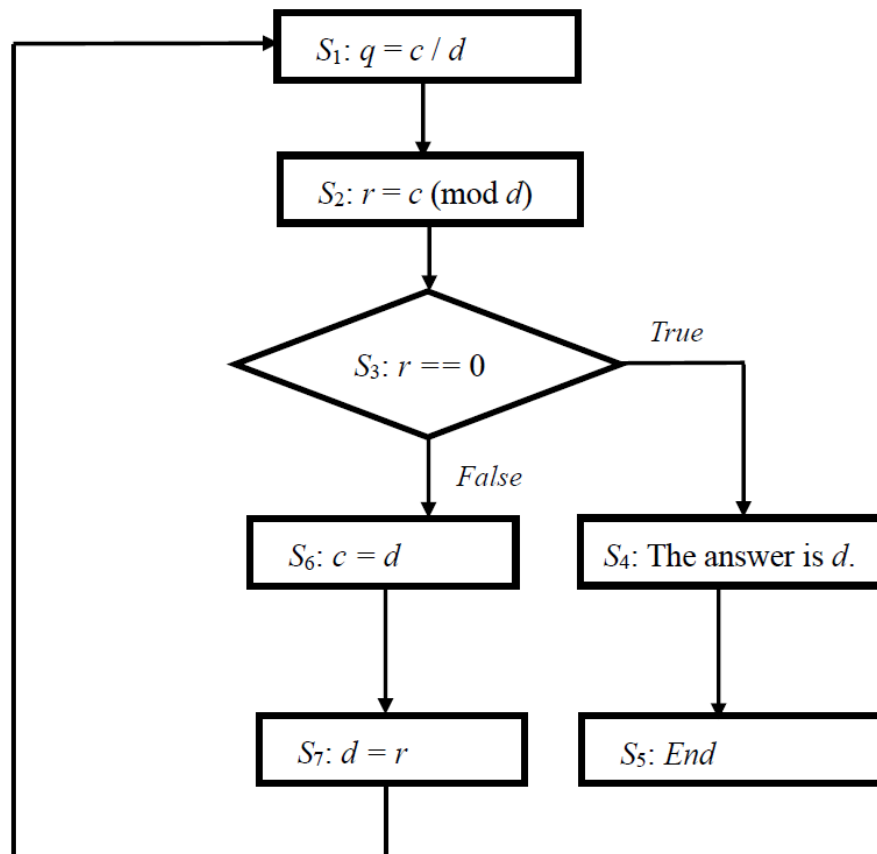 S₁: q = c / d
S₂: r = c (mod d)
S₃: r == 0
True
False
S₆: c = d
S₄: The answer is d.
S₇: d = r
S₅: End